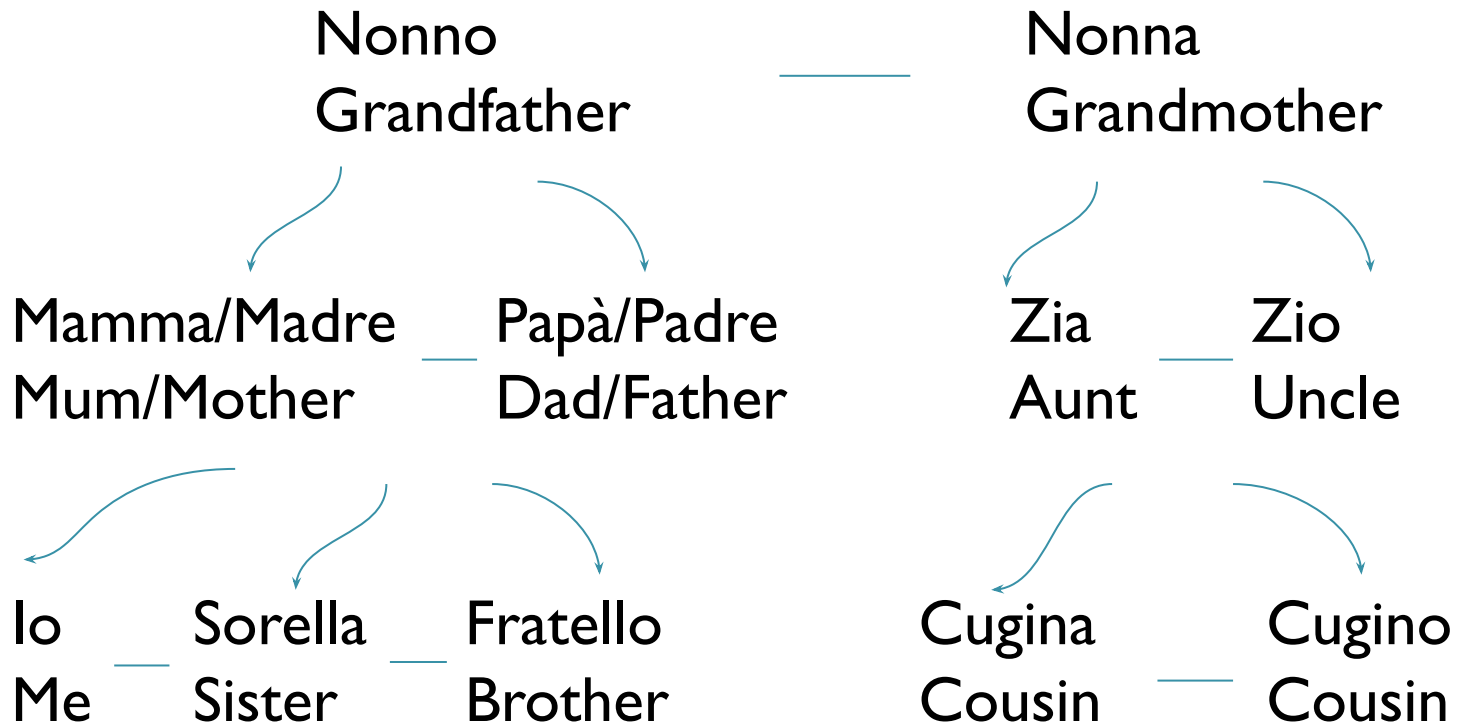 Nonno
Grandfather
Nonna
Grandmother
Mamma/Madre
Mum/Mother
Papà/Padre
Dad/Father
Zia
Aunt
Zio
Uncle
Io
Me
Sorella
Sister
Fratello
Brother
Cugina
Cousin
Cugino
Cousin